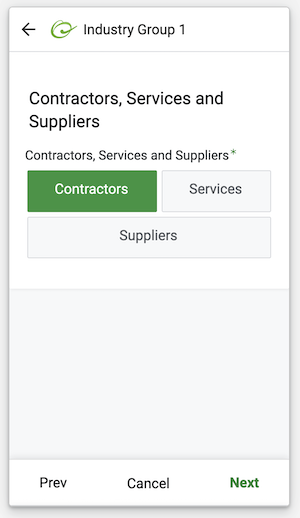 Industry Group 1
Contractors, Services and
Suppliers
Contractors, Services and Suppliers*
Contractors
Services
Suppliers
Prev
Cancel
Next